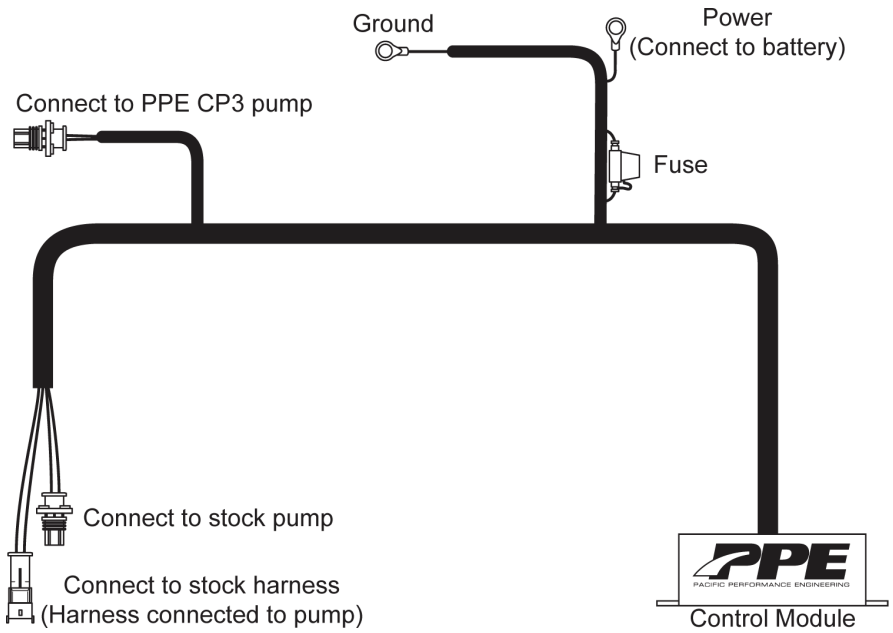 Ground
Power
(Connect to battery)
Connect to PPE CP3 pump
Fuse
Connect to stock pump
Connect to stock harness
(Harness connected to pump)
PPE
PACIFIC PERFORMANCE ENGINEERING
Control Module